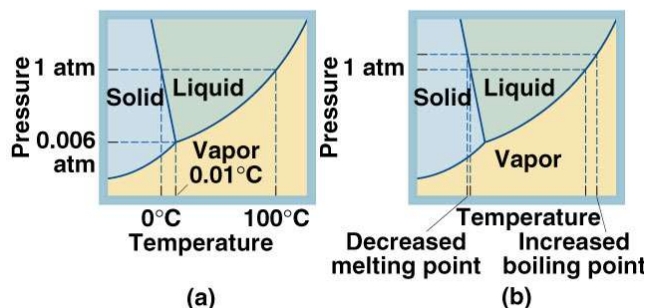 Pressure
1 atm
0.006
atm
Solid
Liquid
Vapor
0.01°C
0°C
100°C
Temperature
(a)
Pressure
1 atm
Solid
Liquid
Vapor
Temperature
Decreased
melting point
Increased
boiling point
(b)